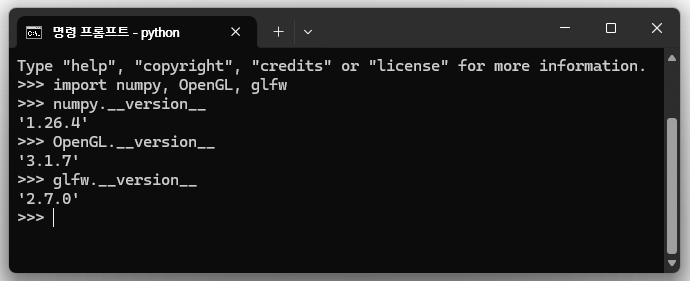 명령 프롬프트 - python
Type "help", "copyright", "credits" or "license" for more information.
>>> import numpy, OpenGL, glfw
>>> numpy.__version__
'1.26.4'
>>> OpenGL.__version__
'3.1.7'
>>> glfw.__version__
'2.7.0'
>>>